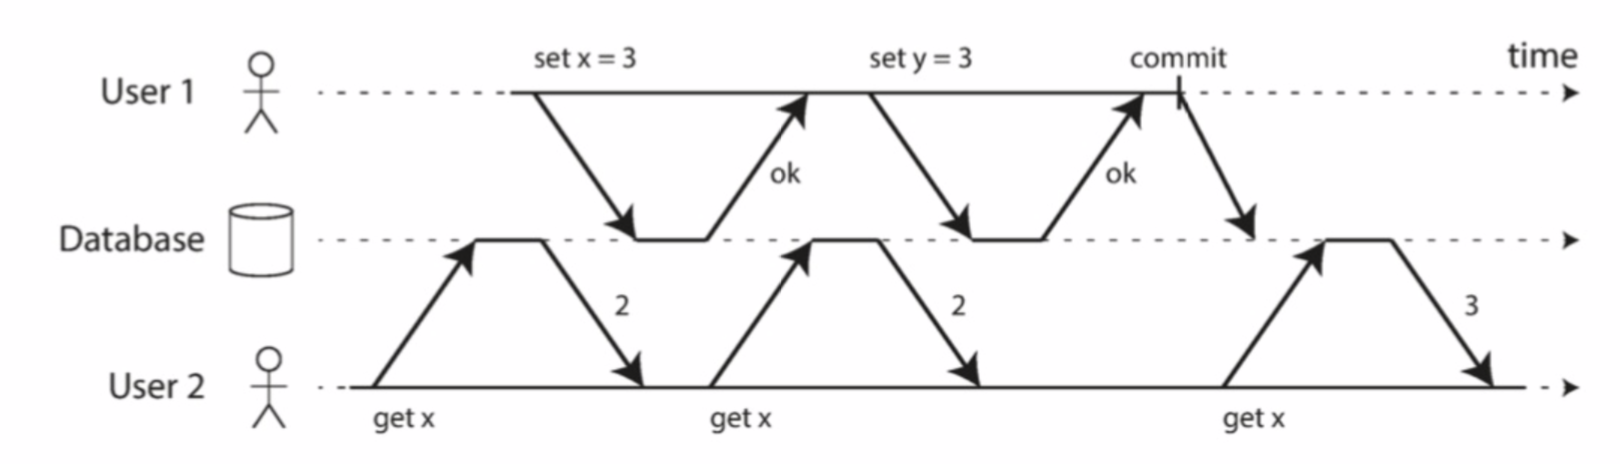 set x = 3
set y = 3
commit
time
User 1
ok
ok
Database
2
2
3
User 2
get x
get x
get x